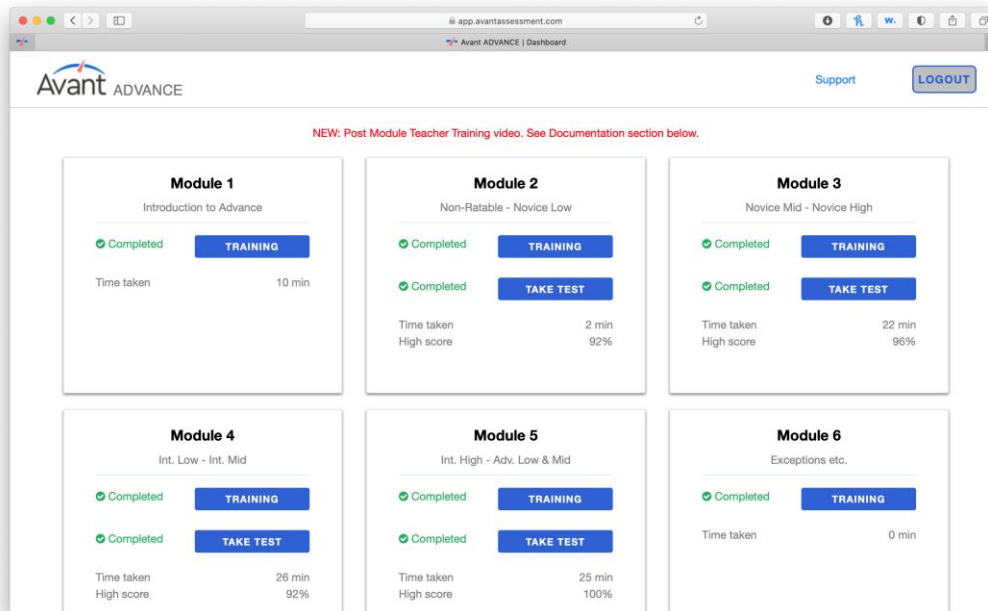 app.avantassessment.com
w.
Avant ADVANCE | Dashboard
Avant ADVANCE
Support
LOGOUT
NEW: Post Module Teacher Training video. See Documentation section below.
Module 1
Introduction to Advance
Completed
TRAINING
Time taken 10 min
Module 2
Non-Ratable - Novice Low
Completed
TRAINING
Completed
TAKE TEST
Time taken 2 min
High score 92%
Module 3
Novice Mid - Novice High
Completed
TRAINING
Completed
TAKE TEST
Time taken 22 min
High score 96%
Module 4
Int. Low - Int. Mid
Completed
TRAINING
Completed
TAKE TEST
Time taken 26 min
High score 92%
Module 5
Int. High - Adv. Low & Mid
Completed
TRAINING
Completed
TAKE TEST
Time taken 25 min
High score 100%
Module 6
Exceptions etc.
Completed
TRAINING
Time taken 0 min